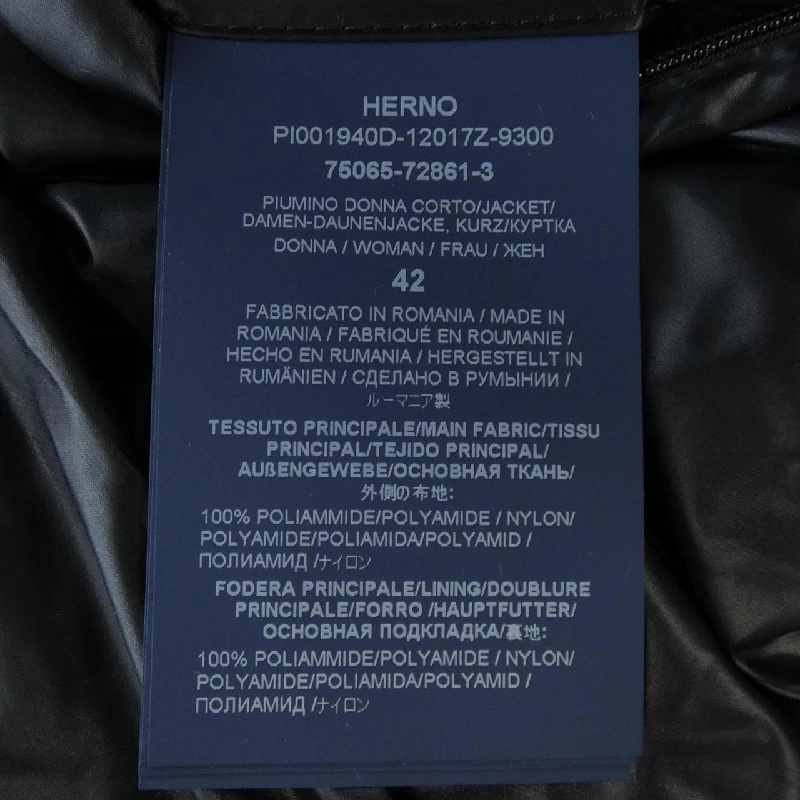 HERNO
PI001940D-12017Z-9300
75065-72861-3
PIUMINO DONNA CORTO/JACKET/
DAMEN-DAUNENJACKE, KURZ/КУРТКА
DONNA / WOMAN / FRAU / ЖЕН
42
FABBRICATO IN ROMANIA / MADE IN
ROMANIA / FABRIQUÉ EN ROUMANIE /
HECHO EN RUMANIA / HERGESTELLT IN
RUMÄNIEN / СДЕЛАНО В РУМЫНИИ /
ルーマニア製
TESSUTO PRINCIPALE/MAIN FABRIC/TISSU
PRINCIPAL/TEJIDO PRINCIPAL/
AUßENGEWEBE/ОСНОВНАЯ ТКАНЬ/
外側の布地:
100% POLIAMMIDE/POLYAMIDE / NYLON/
POLYAMIDE/POLIAMIDA/POLYAMID /
ПОЛИАМИД /ナイロン
FODERA PRINCIPALE/LINING/DOUBLURE
PRINCIPALE/FORRO /HAUPTFUTTER/
ОСНОВНАЯ ПОДКЛАДКА/裏地:
100% POLIAMMIDE/POLYAMIDE / NYLON/
POLYAMIDE/POLIAMIDA/POLYAMID /
ПОЛИАМИД /ナイロン